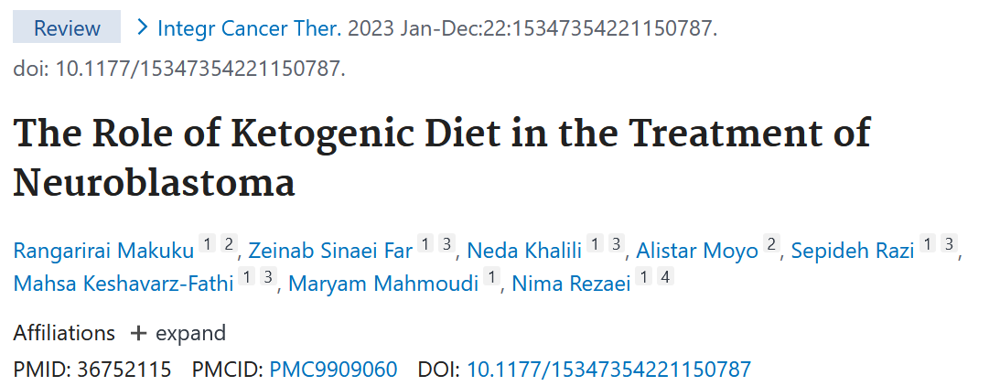 Review > Integr Cancer Ther. 2023 Jan-Dec:22:15347354221150787.
doi: 10.1177/15347354221150787.
The Role of Ketogenic Diet in the Treatment of
Neuroblastoma
Rangarirai Makuku 1 2, Zeinab Sinaei Far 1 3, Neda Khalili 1 3, Alistar Moyo 2, Sepideh Razi 1 3,
Mahsa Keshavarz-Fathi 1 3, Maryam Mahmoudi 1, Nima Rezaei 1 4
Affiliations + expand
PMID: 36752115 PMCID: PMC9909060 DOI: 10.1177/15347354221150787